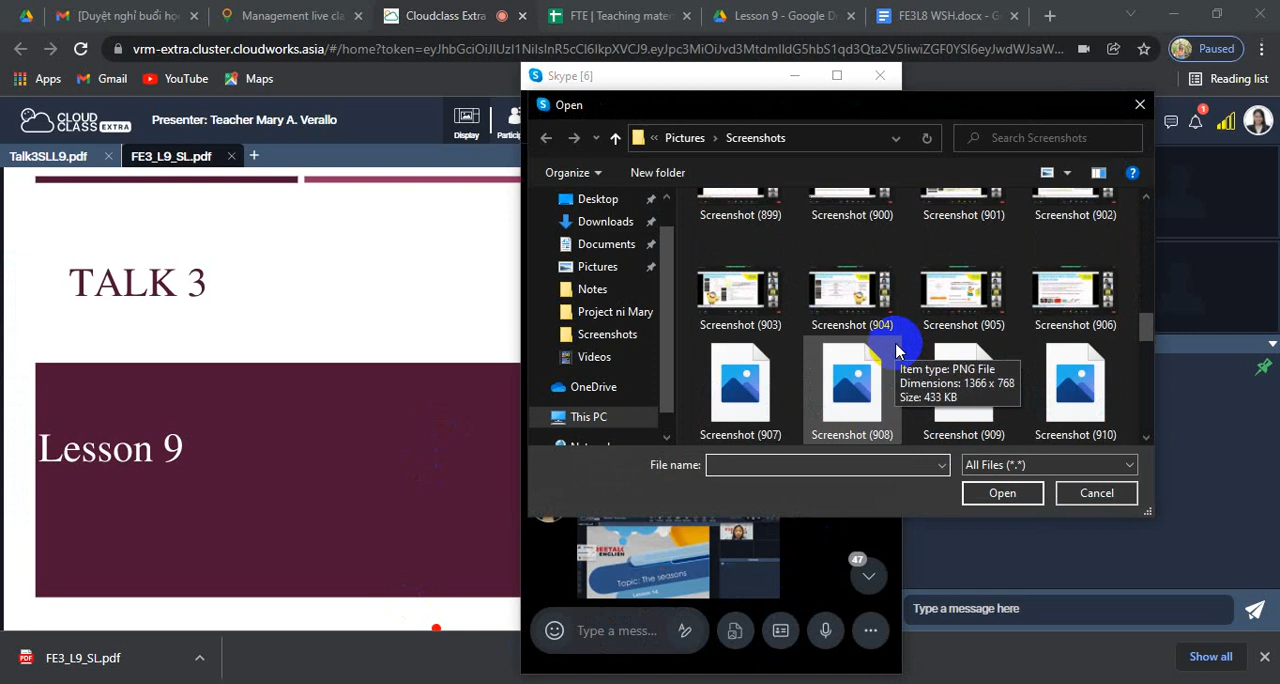 [Duyệt nghỉ buổi họ
Management live cla
Cloudclass Extra
FTE | Teaching mater
Lesson 9 - Google D
FE3L8 WSH.docx - G
vrm-extra.cluster.cloudworks.asia/#/home?token=eyJhbGciOiJIUzI1NiIsInR5cCI6IkpXVCJ9.eyJpc3MiOiJvd3MtdmlldG5hbS1qd3Qta2V5IiwiZGF0YSI6eyJwdWJsaW...
Paused
Apps
Gmail
YouTube
Maps
Reading list
Skype [6]
Open
CLOUD
CLASS EXTRA
Presenter: Teacher Mary A. Verallo
Display
Particip
1
Pictures
Screenshots
Search Screenshots
Talk3SLL9.pdf
FE3_L9_SL.pdf
Organize
New folder
Desktop
Downloads
Documents
Pictures
Notes
Project ni Mary
Screenshots
Videos
OneDrive
This PC
Screenshot (899)
Screenshot (900)
Screenshot (901)
Screenshot (902)
Screenshot (903)
Screenshot (904)
Screenshot (905)
Screenshot (906)
Item type: PNG File
Dimensions: 1366 x 768
Size: 433 KB
Screenshot (907)
Screenshot (908)
Screenshot (909)
Screenshot (910)
File name:
All Files (*.*)
Open
Cancel
TALK 3
Lesson 9
ENGLISH
Topic: The seasons
Lesson 14
47
Type a mess...
Type a message here
FE3_L9_SL.pdf
Show all